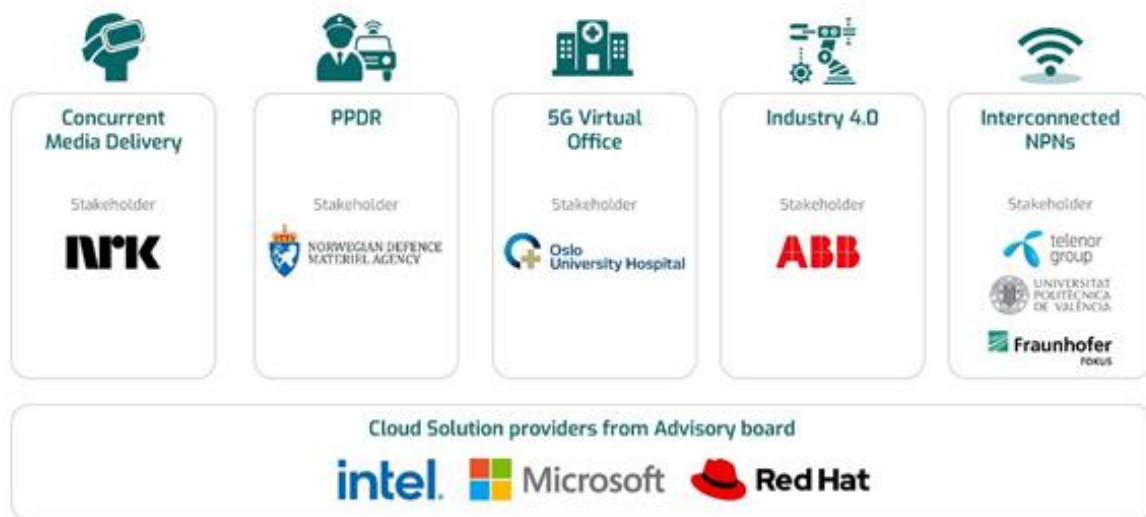 Concurrent
Media Delivery
Stakeholder
NRK
PPDR
Stakeholder
NORWEGIAN DEFENCE
MATERIEL AGENCY
5G Virtual
Office
Stakeholder
Oslo
University Hospital
Industry 4.0
Stakeholder
ABB
Interconnected
NPNs
Stakeholder
telenor
group
UNIVERSITAT
POLITÈCNICA
DE VALÈNCIA
Fraunhofer
FOKUS
Cloud Solution providers from Advisory board
intel.
Microsoft
Red Hat